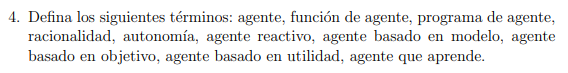 4. Defina los siguientes términos: agente, función de agente, programa de agente,
racionalidad, autonomía, agente reactivo, agente basado en modelo, agente
basado en objetivo, agente basado en utilidad, agente que aprende.